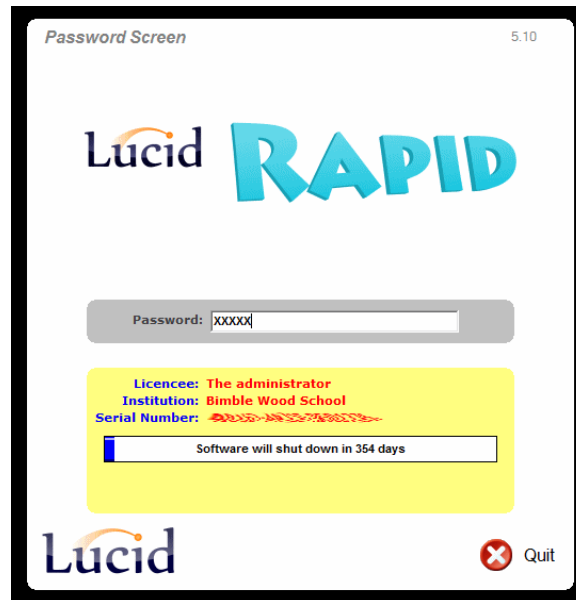 Password Screen 5.10
Lucid RAPID
Password: XXXXX
Licencee: The administrator
Institution: Bimble Wood School
Serial Number:
Software will shut down in 354 days
Lucid Quit